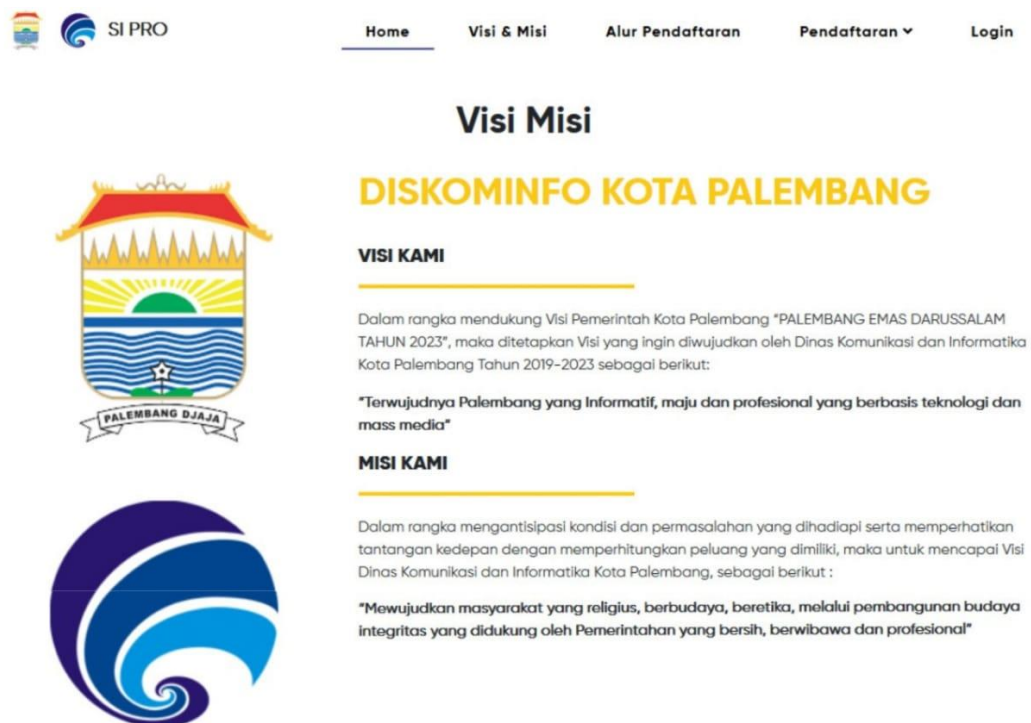 SI PRO
Home
Visi & Misi
Alur Pendaftaran
Pendaftaran
Login
Visi Misi
DISKOMINFO KOTA PALEMBANG
VISI KAMI
Dalam rangka mendukung Visi Pemerintah Kota Palembang “PALEMBANG EMAS DARUSSALAM
TAHUN 2023”, maka ditetapkan Visi yang ingin diwujudkan oleh Dinas Komunikasi dan Informatika
Kota Palembang Tahun 2019-2023 sebagai berikut:
“Terwujudnya Palembang yang Informatif, maju dan profesional yang berbasis teknologi dan
mass media”
PALEMBANG DJAJA
MISI KAMI
Dalam rangka mengantisipasi kondisi dan permasalahan yang dihadiapi serta memperhatikan
tantangan kedepan dengan memperhitungkan peluang yang dimiliki, maka untuk mencapai Visi
Dinas Komunikasi dan Informatika Kota Palembang, sebagai berikut :
“Mewujudkan masyarakat yang religius, berbudaya, beretika, melalui pembangunan budaya
integritas yang didukung oleh Pemerintahan yang bersih, berwibawa dan profesional”